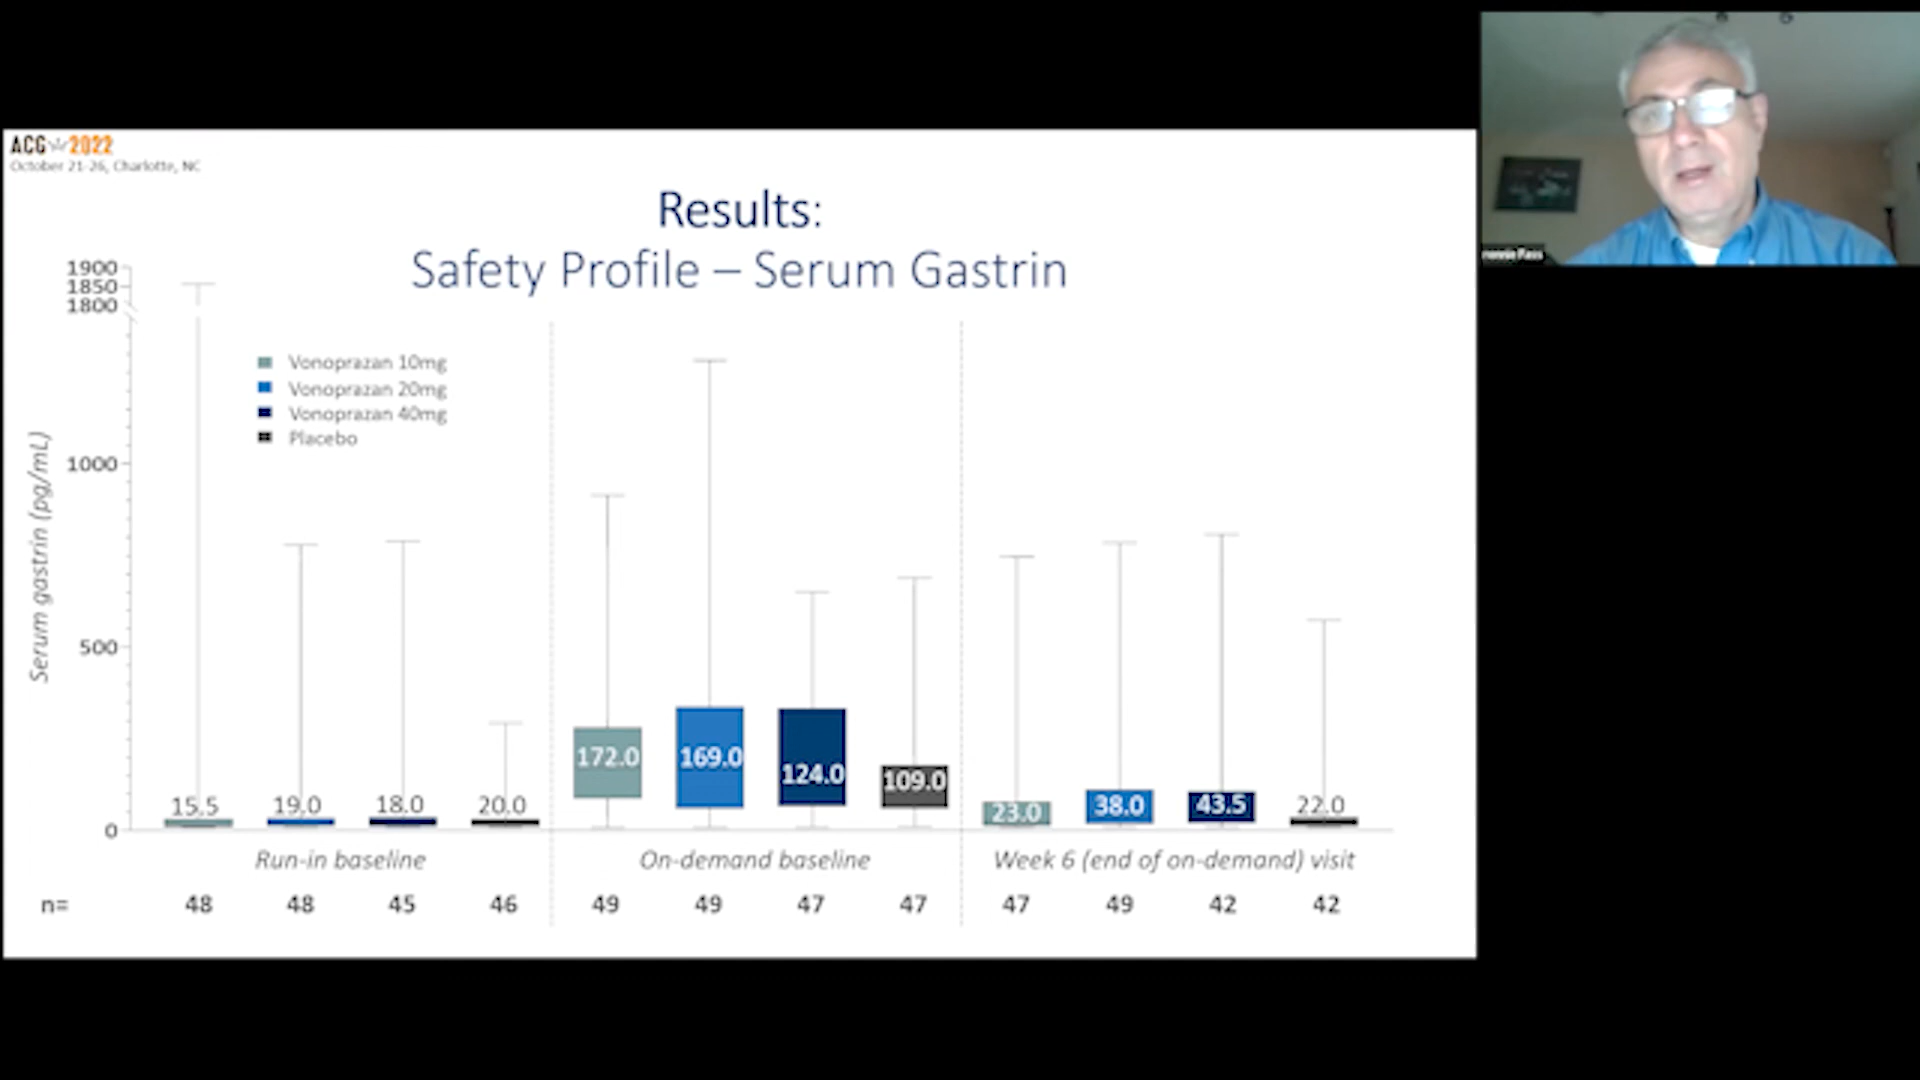 ACG 2022
October 21-26, Charlotte, NC
Results:
Safety Profile – Serum Gastrin
1900
1850
1800
1000
500
0
Serum gastrin (pg/mL)
Vonoprazan 10mg
Vonoprazan 20mg
Vonoprazan 40mg
Placebo
15.5 19.0 18.0 20.0
172.0 169.0 124.0 109.0
23.0 38.0 43.5 22.0
Run-in baseline On-demand baseline Week 6 (end of on-demand) visit
n= 48 48 45 46 49 49 47 47 47 49 42 42
Fass